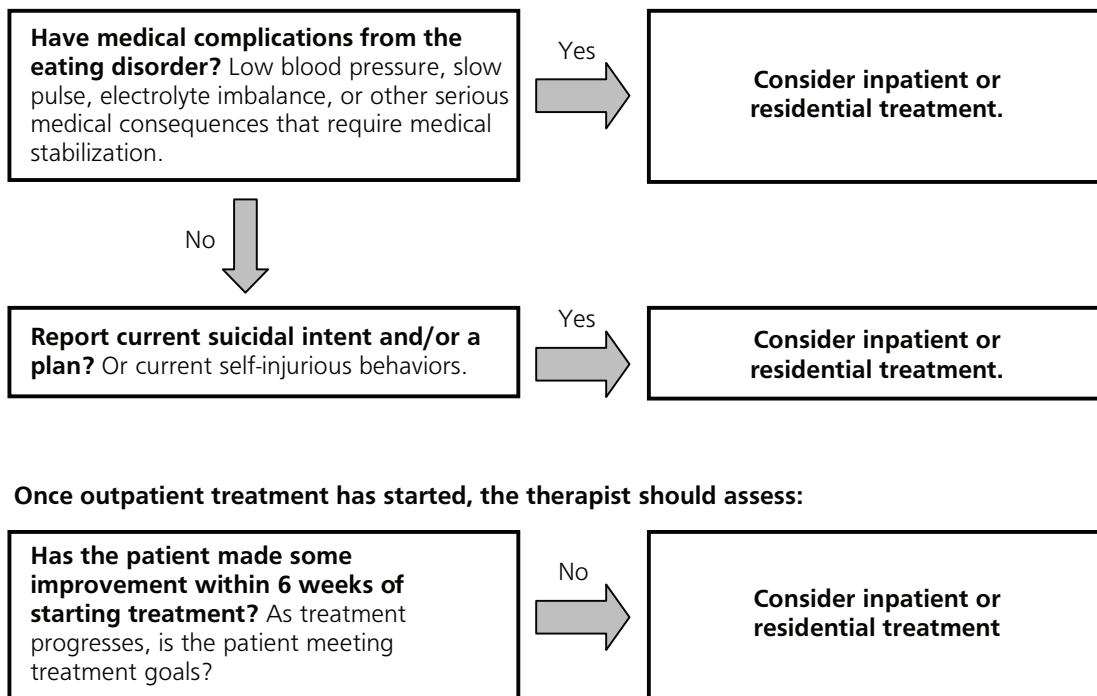 Have medical complications from the
eating disorder? Low blood pressure, slow
pulse, electrolyte imbalance, or other serious
medical consequences that require medical
stabilization.
Yes
Consider inpatient or
residential treatment.
No
Report current suicidal intent and/or a
plan? Or current self-injurious behaviors.
Yes
Consider inpatient or
residential treatment.
Once outpatient treatment has started, the therapist should assess:
Has the patient made some
improvement within 6 weeks of
starting treatment? As treatment
progresses, is the patient meeting
treatment goals?
No
Consider inpatient or
residential treatment